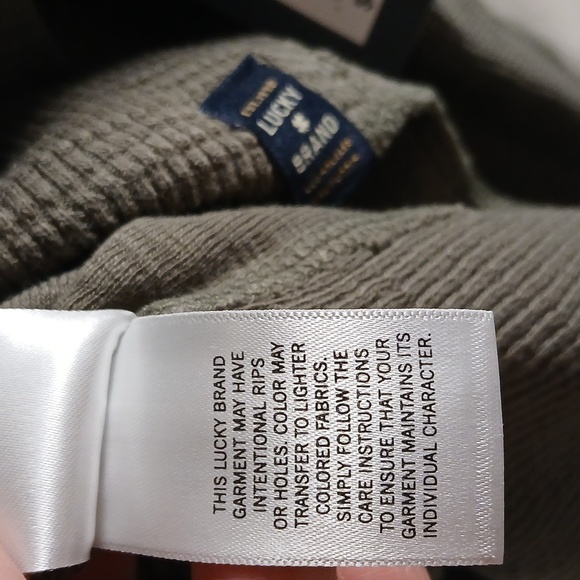 LUCKY
BRAND
THIS LUCKY BRAND
GARMENT MAY HAVE
INTENTIONAL RIPS
OR HOLES. COLOR MAY
TRANSFER TO LIGHTER
COLORED FABRICS.
SIMPLY FOLLOW THE
CARE INSTRUCTIONS
TO ENSURE THAT YOUR
GARMENT MAINTAINS ITS
INDIVIDUAL CHARACTER.